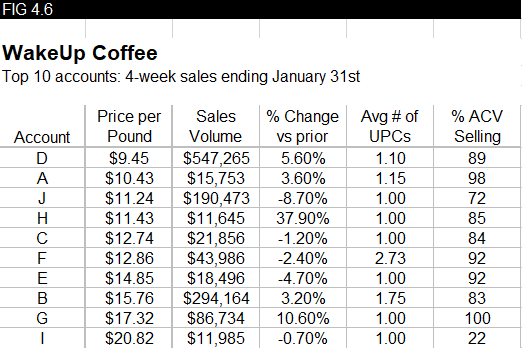 FIG 4.6
WakeUp Coffee
Top 10 accounts: 4-week sales ending January 31st
Price per Sales % Change Avg # of % ACV
Account Pound Volume vs prior UPCs Selling
D $9.45 $547,265 5.60% 1.10 89
A $10.43 $15,753 3.60% 1.15 98
J $11.24 $190,473 -8.70% 1.00 72
H $11.43 $11,645 37.90% 1.00 85
C $12.74 $21,856 -1.20% 1.00 84
F $12.86 $43,986 -2.40% 2.73 92
E $14.85 $18,496 -4.70% 1.00 92
B $15.76 $294,164 3.20% 1.75 83
G $17.32 $86,734 10.60% 1.00 100
I $20.82 $11,985 -0.70% 1.00 22